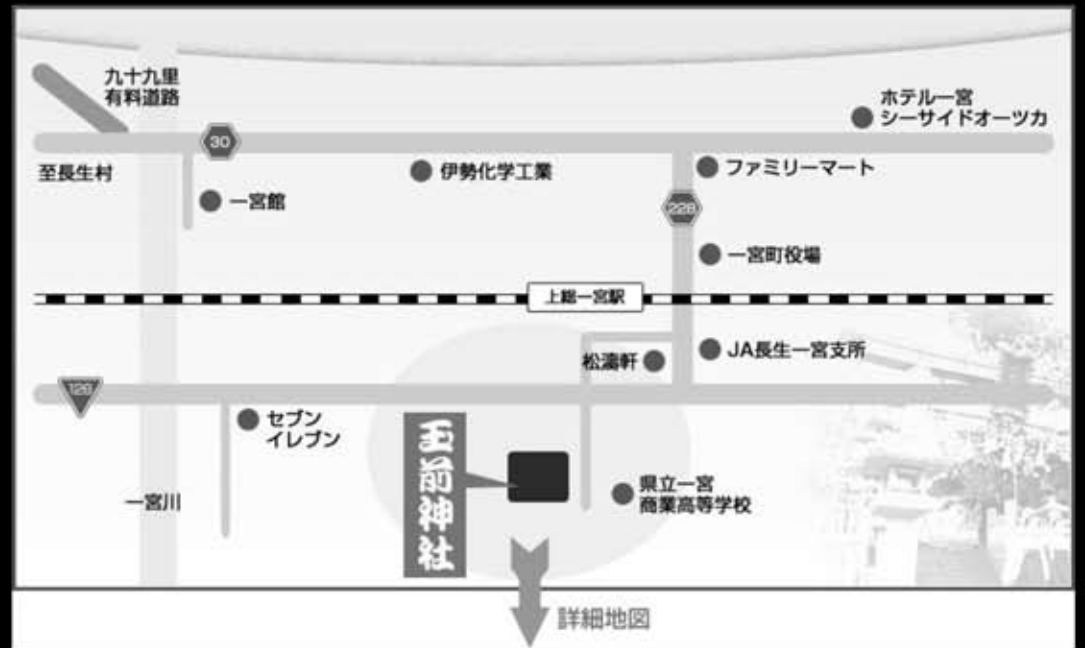 九十九里
有料道路
ホテル一宮
シーサイドオーツカ
30
至長生村
伊勢化学工業
ファミリーマート
一宮館
228
一宮町役場
上総一宮駅
松濤軒
JA長生一宮支所
128
セブン
イレブン
玉前神社
県立一宮
商業高等学校
一宮川
詳細地図